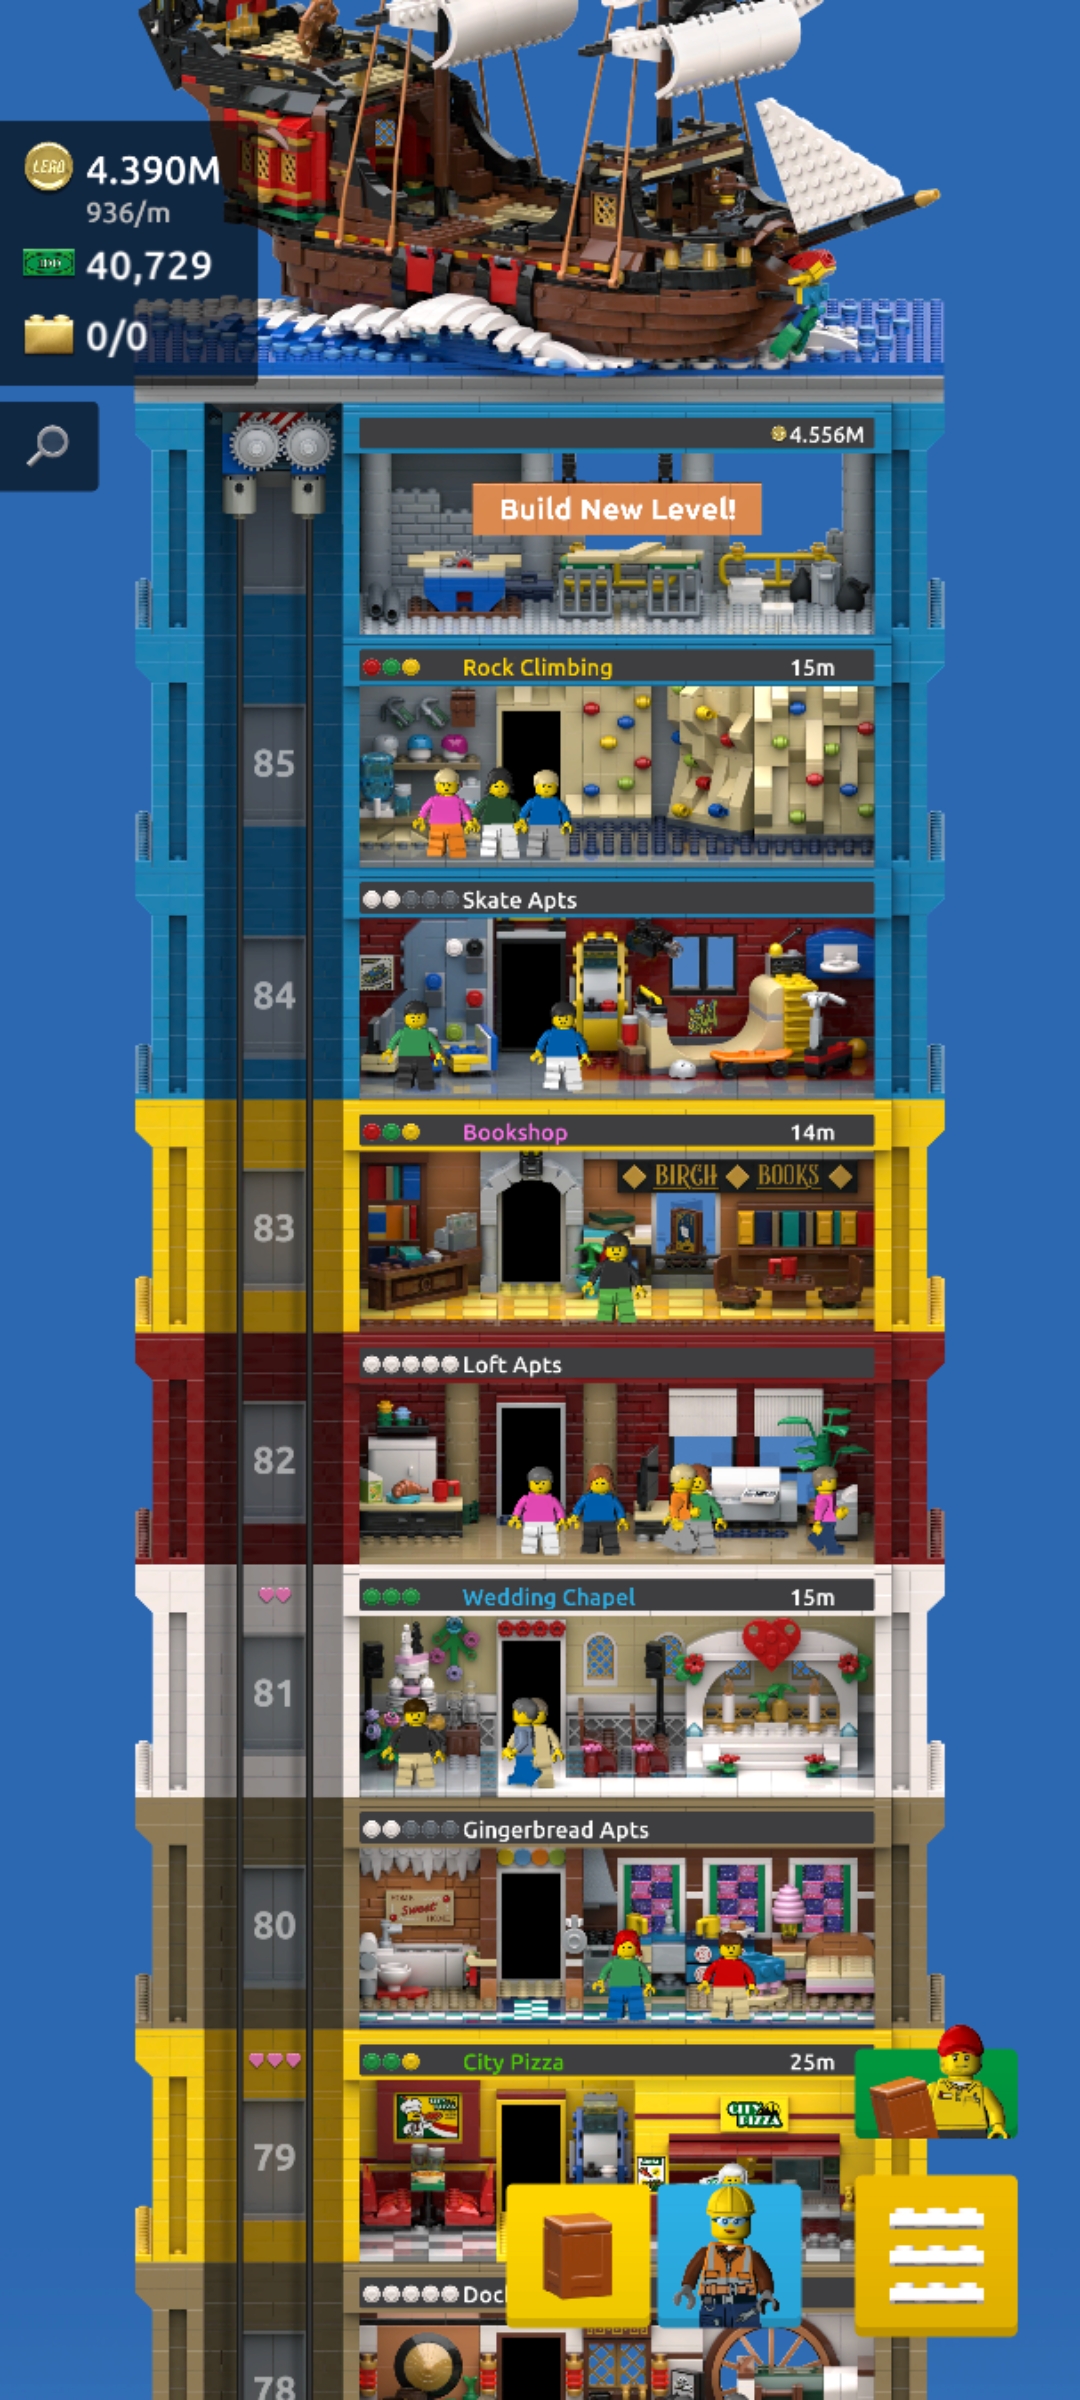 LEGO
4.390M
936/m
40,729
0/0
4.556M
Build New Level!
Rock Climbing 15m
85
Skate Apts
84
Bookshop 14m
BIRCH BOOKS
83
Loft Apts
82
Wedding Chapel 15m
81
Gingerbread Apts
HOME
Sweet
HOME
80
City Pizza 25m
CITY
PIZZA
79
Doc
78